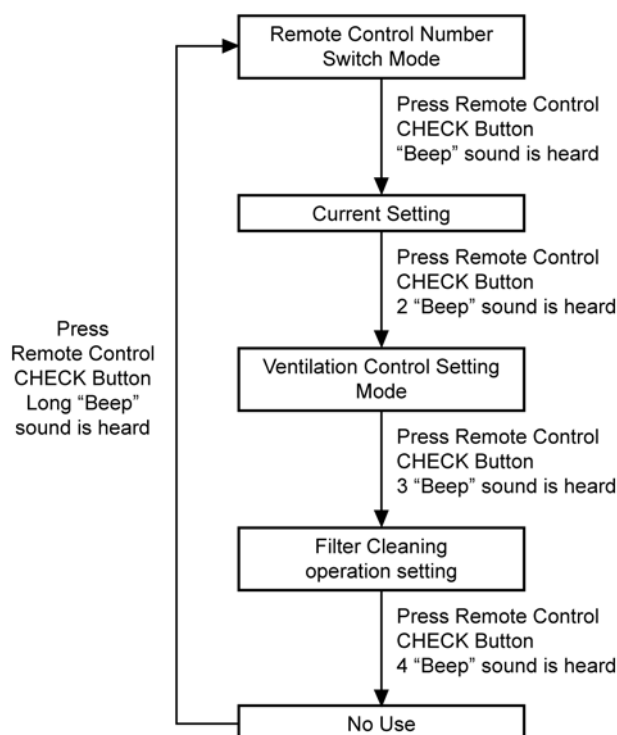 Remote Control Number
Switch Mode
Press Remote Control
CHECK Button
"Beep" sound is heard
Current Setting
Press Remote Control
CHECK Button
2 “Beep” sound is heard
Press
Remote Control
CHECK Button
Long “Beep”
sound is heard
Ventilation Control Setting
Mode
Press Remote Control
CHECK Button
3 “Beep” sound is heard
Filter Cleaning
operation setting
Press Remote Control
CHECK Button
4 “Beep” sound is heard
No Use